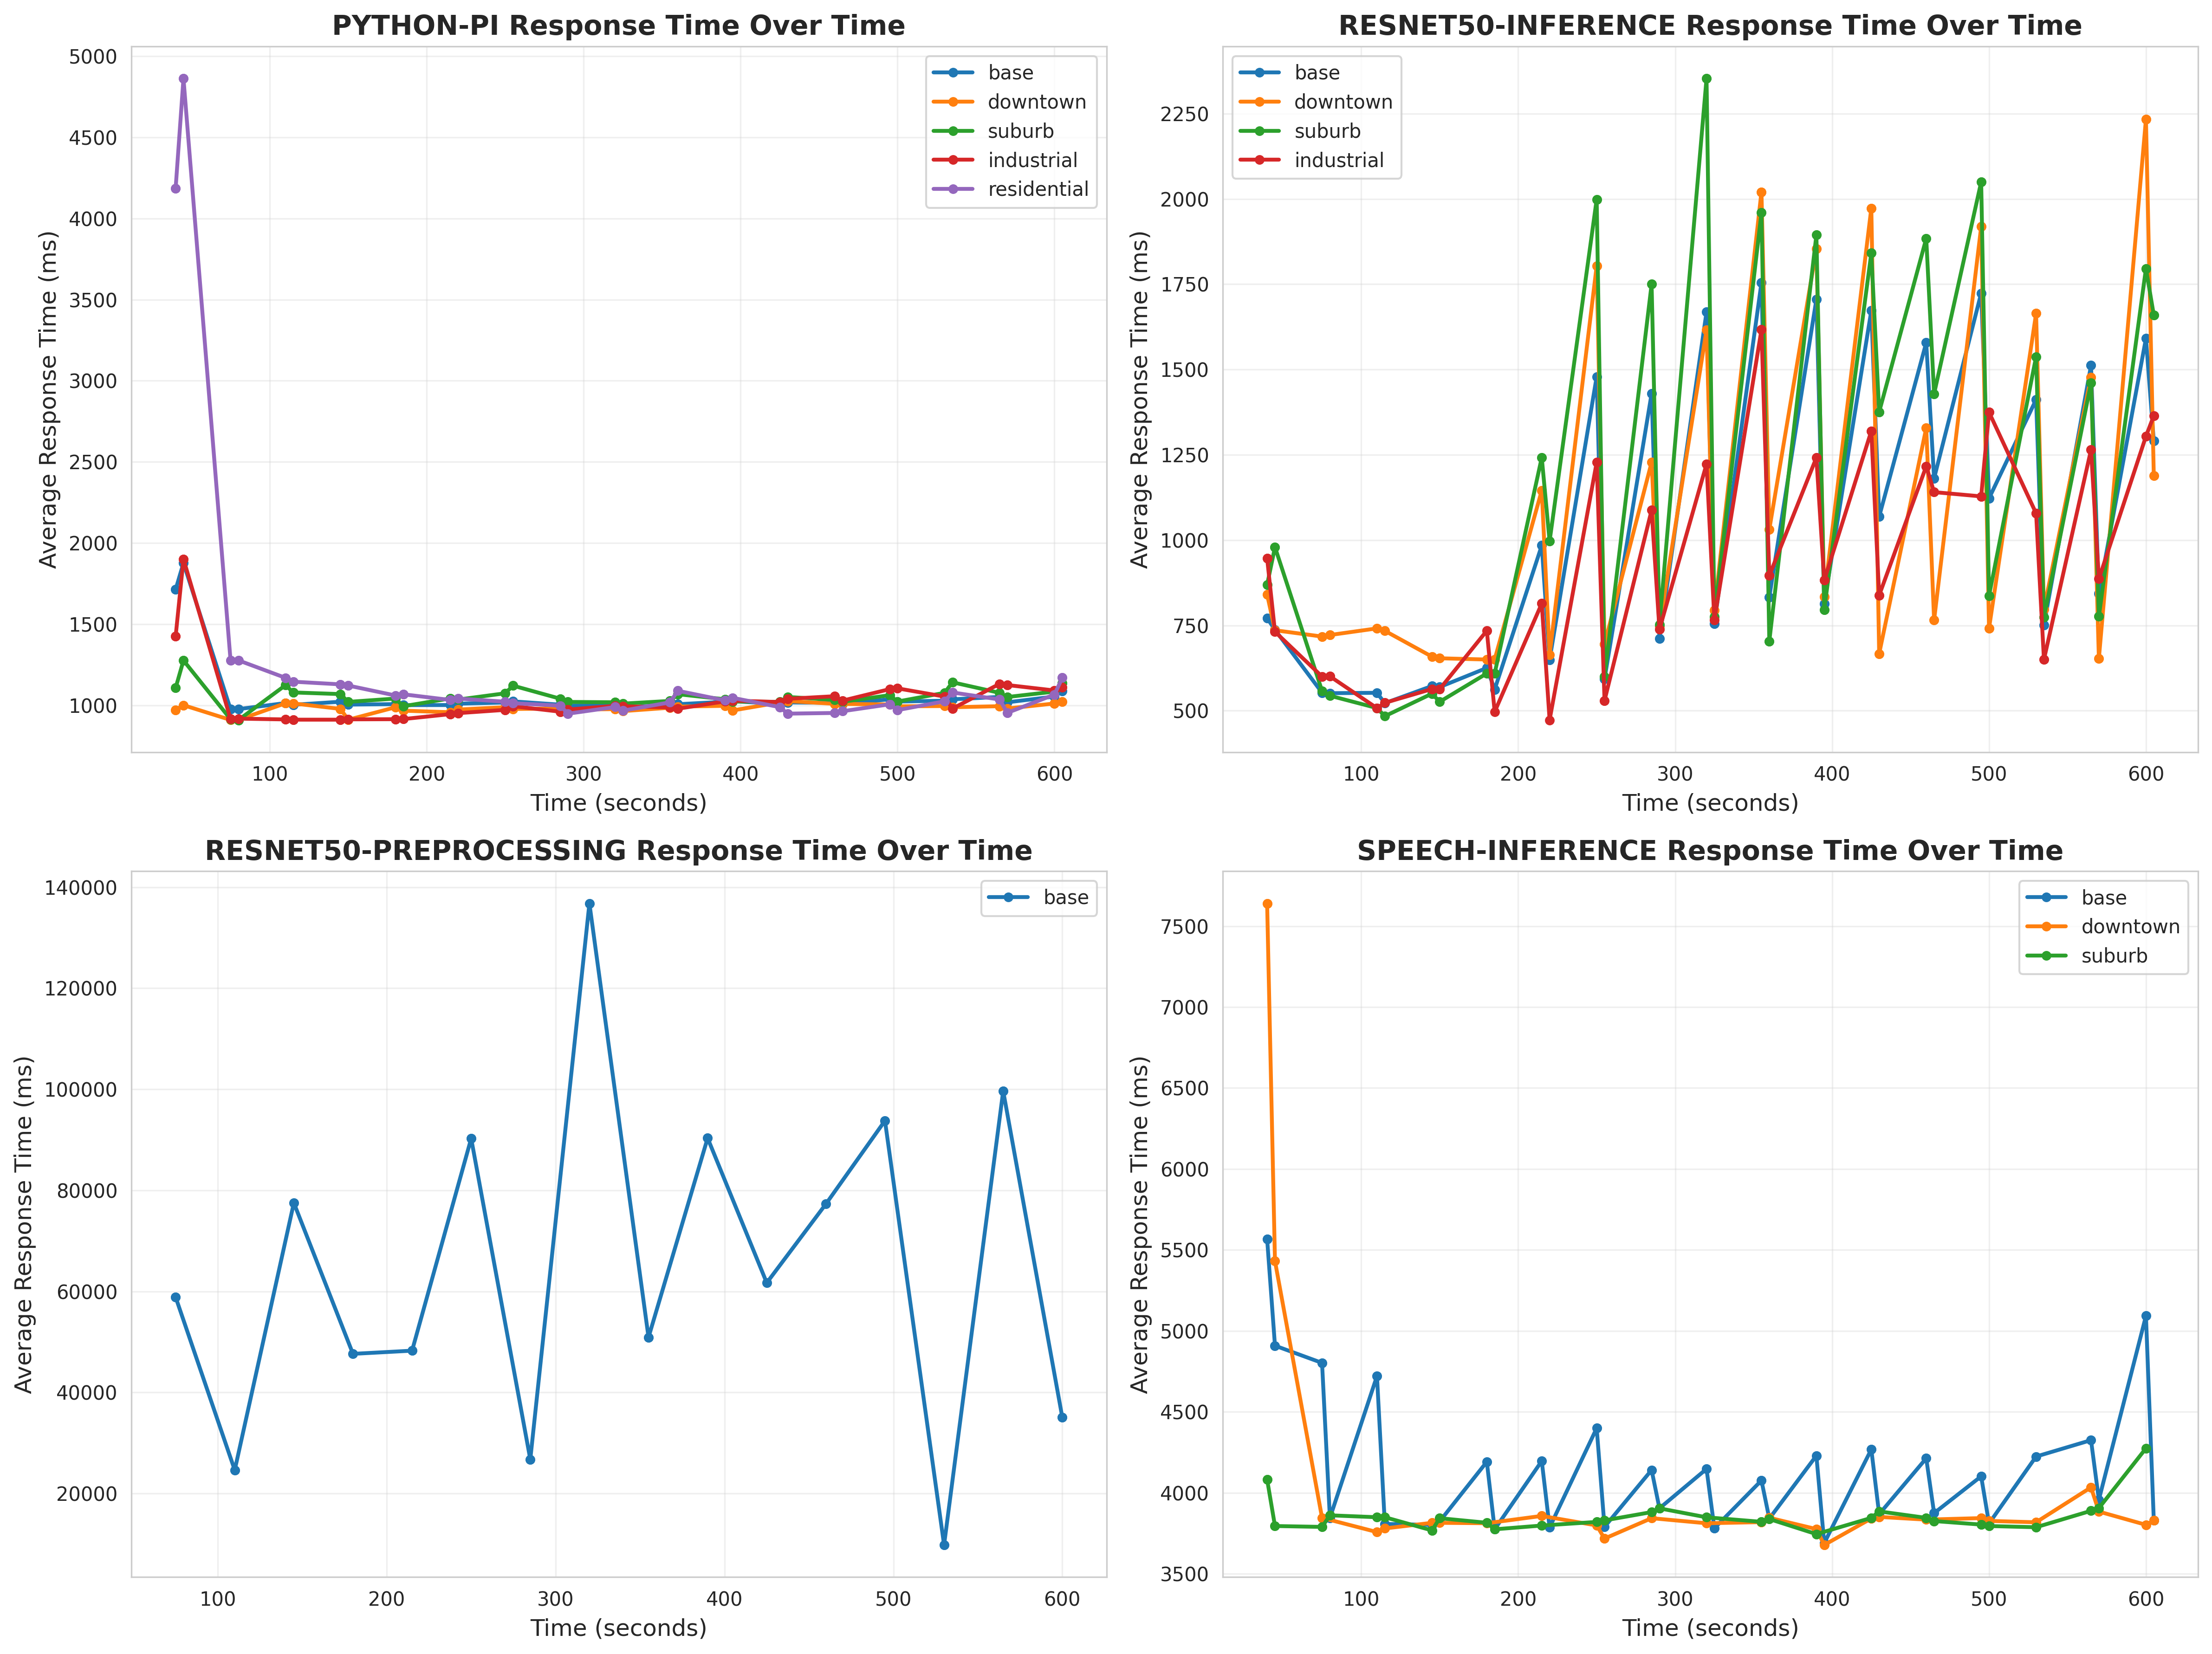 PYTHON-PI Response Time Over Time
5000
4500
4000
3500
3000
2500
2000
1500
1000
Average Response Time (ms)
base
downtown
suburb
industrial
residential
100 200 300 400 500 600
Time (seconds)
RESNET50-INFERENCE Response Time Over Time
2250
2000
1750
1500
1250
1000
750
500
Average Response Time (ms)
base
downtown
suburb
industrial
100 200 300 400 500 600
Time (seconds)
RESNET50-PREPROCESSING Response Time Over Time
140000
120000
100000
80000
60000
40000
20000
Average Response Time (ms)
base
100 200 300 400 500 600
Time (seconds)
SPEECH-INFERENCE Response Time Over Time
7500
7000
6500
6000
5500
5000
4500
4000
3500
Average Response Time (ms)
base
downtown
suburb
100 200 300 400 500 600
Time (seconds)